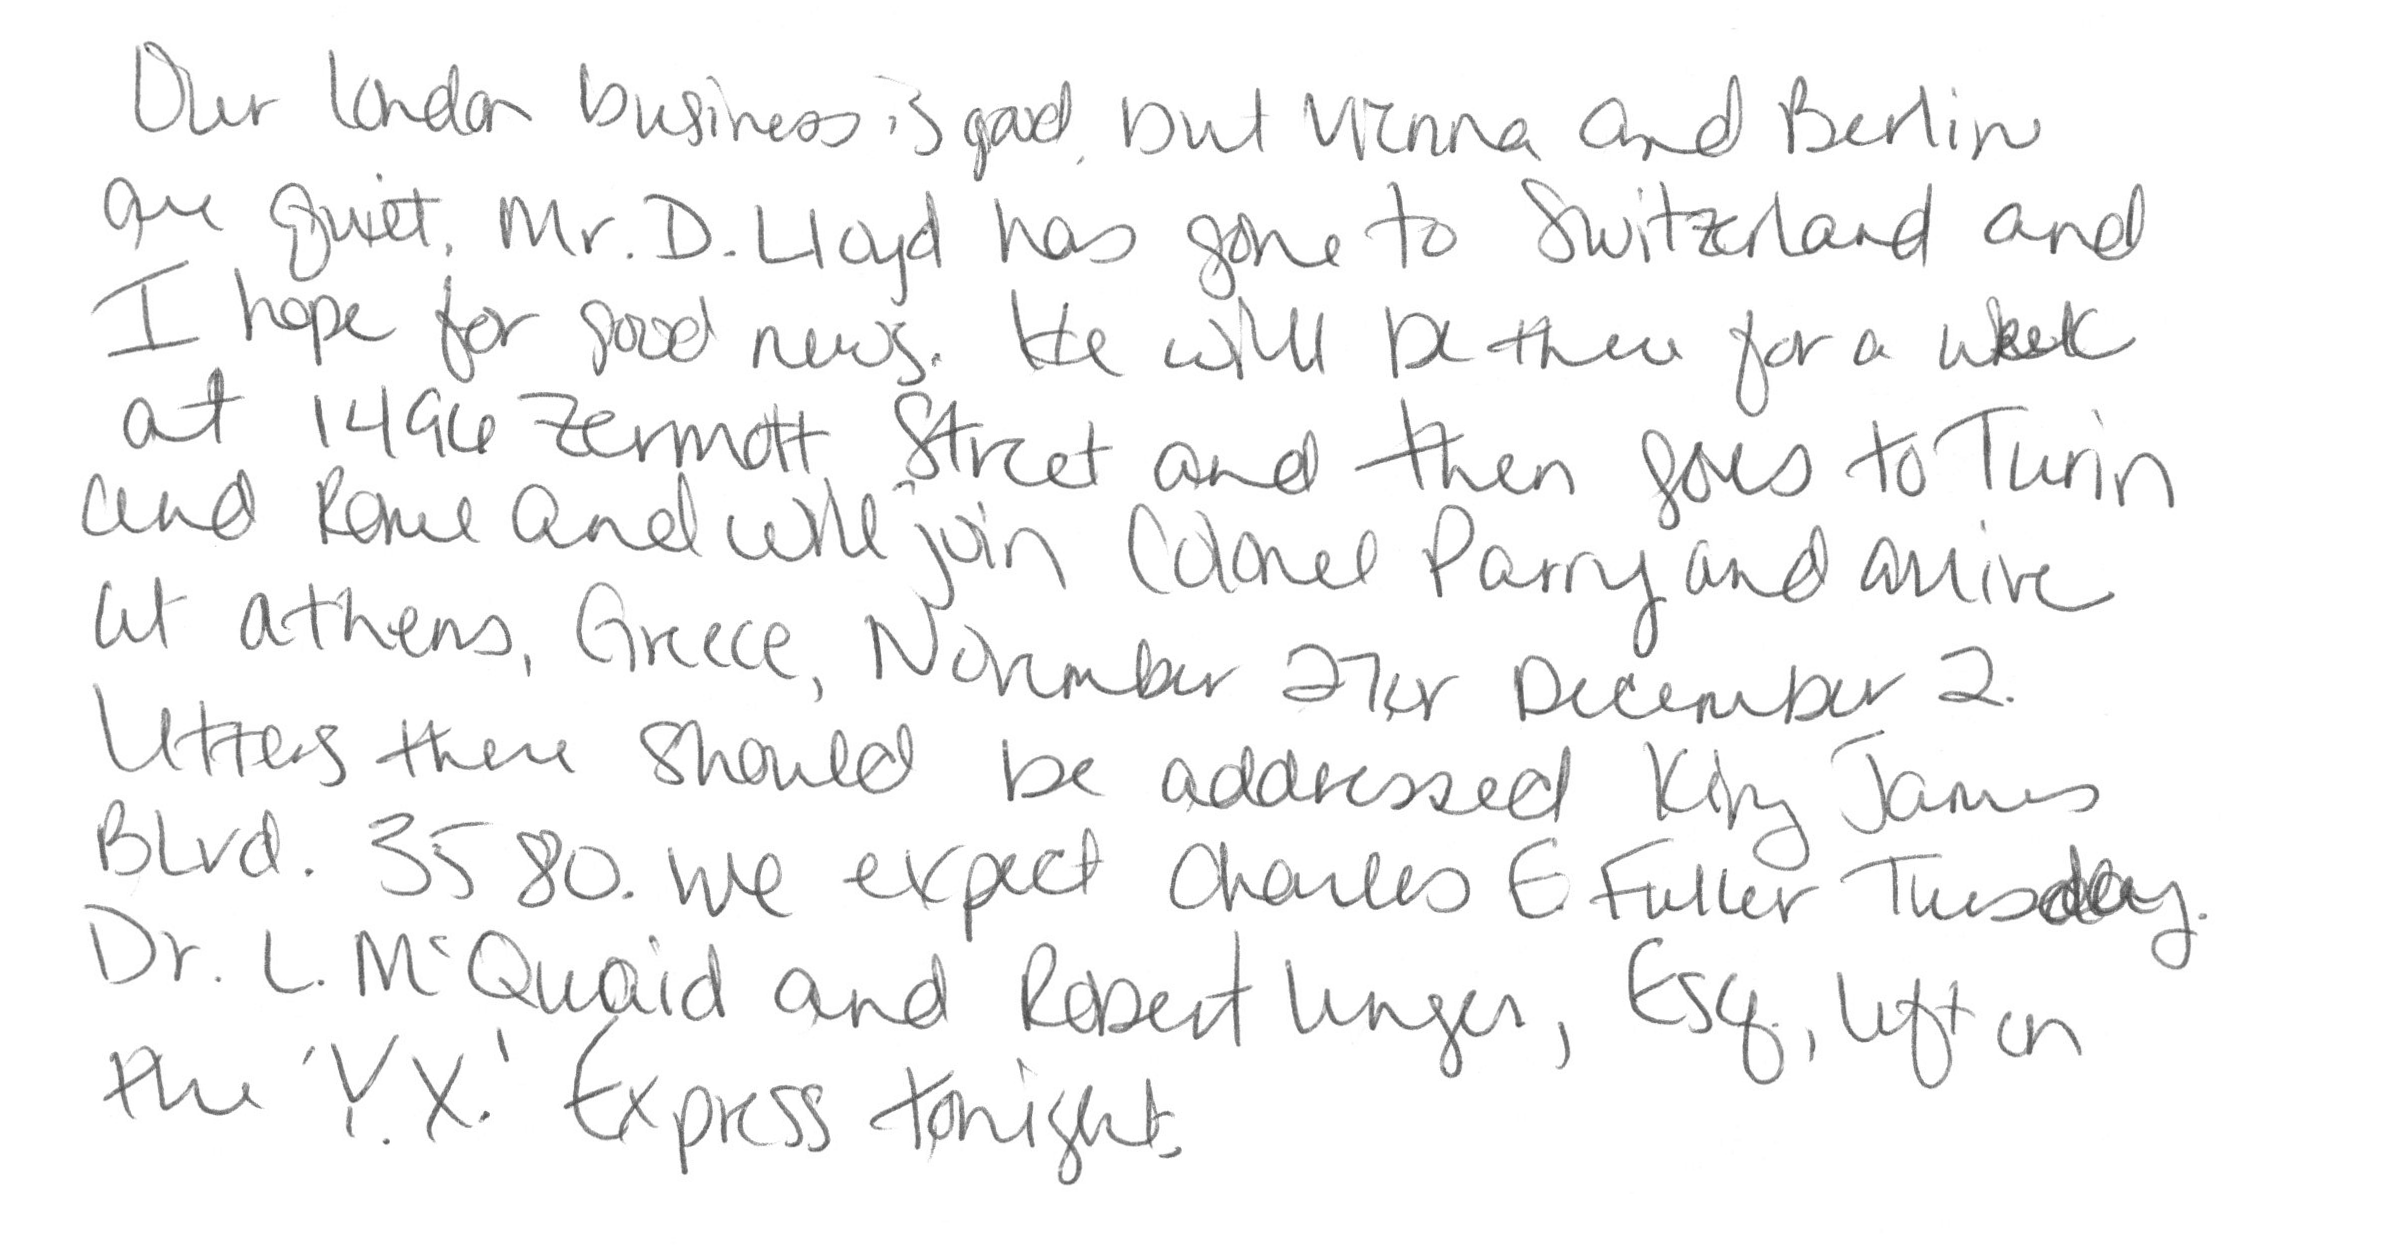 Our London business is good, but Vienna and Berlin
are quiet. Mr. D. Lloyd has gone to Switzerland and
I hope for good news. He will be there for a week
at 1496 Zermott Street and then goes to Turin
and Rome and will join Colonel Parry and arrive
at Athens, Greece, November 27 or December 2.
Letters there should be addressed King James
Blvd. 3580. We expect Charles E. Fuller Tuesday.
Dr. L. McQuaid and Robert Unger, Esq., left on
the 'Y.X.' Express tonight.